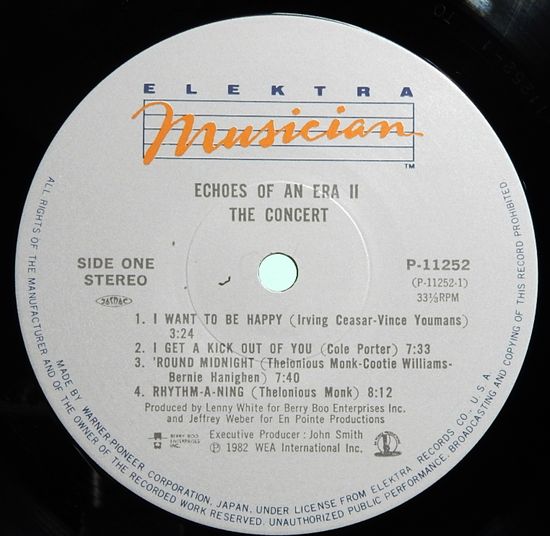 ELEKTRA
Musician
TM
ECHOES OF AN ERA II
THE CONCERT
SIDE ONE
STEREO
P-11252
(P-11252-1)
33⅓RPM
1. I WANT TO BE HAPPY (Irving Ceasar-Vince Youmans)
3:24
2. I GET A KICK OUT OF YOU (Cole Porter) 7:33
3. 'ROUND MIDNIGHT (Thelonious Monk-Cootie Williams-
Bernie Hanighen) 7:40
4. RHYTHM-A-NING (Thelonious Monk) 8:12
Produced by Lenny White for Berry Boo Enterprises Inc.
and Jeffrey Weber for En Pointe Productions
BERRY BOO
ENTERPRISES
INC.
Executive Producer : John Smith
Ⓟ 1982 WEA International Inc.
ALL RIGHTS OF THE MANUFACTURER AND OF THE OWNER OF THE RECORDED WORK RESERVED. UNAUTHORIZED PUBLIC PERFORMANCE, BROADCASTING AND COPYING OF THIS RECORD PROHIBITED
MADE BY WARNER-PIONEER CORPORATION, JAPAN, UNDER LICENSE FROM ELEKTRA RECORDS CO., U.S.A.